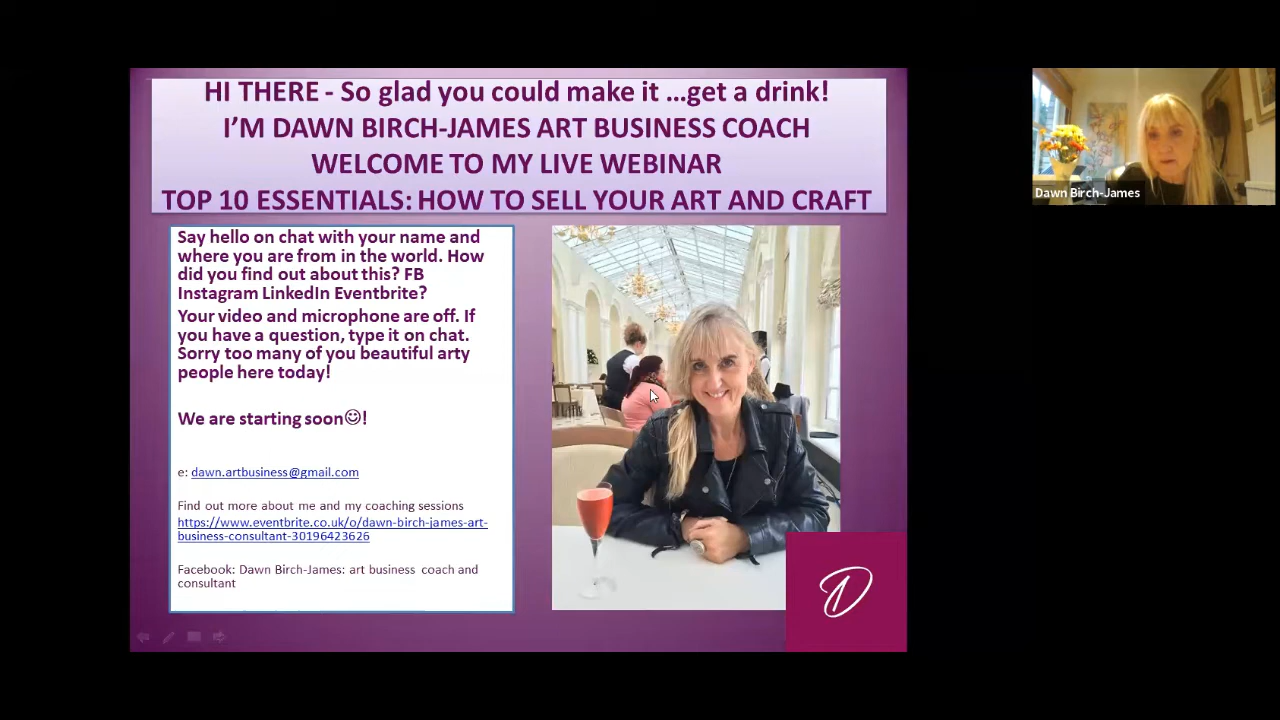 HI THERE - So glad you could make it ...get a drink!
I'M DAWN BIRCH-JAMES ART BUSINESS COACH
WELCOME TO MY LIVE WEBINAR
TOP 10 ESSENTIALS: HOW TO SELL YOUR ART AND CRAFT
Say hello on chat with your name and
where you are from in the world. How
did you find out about this? FB
Instagram LinkedIn Eventbrite?
Your video and microphone are off. If
you have a question, type it on chat.
Sorry too many of you beautiful arty
people here today!
We are starting soon☺!
e: dawn.artbusiness@gmail.com
Find out more about me and my coaching sessions
https://www.eventbrite.co.uk/o/dawn-birch-james-art-
business-consultant-30196423626
Facebook: Dawn Birch-James: art business coach and
consultant
D
Dawn Birch-James